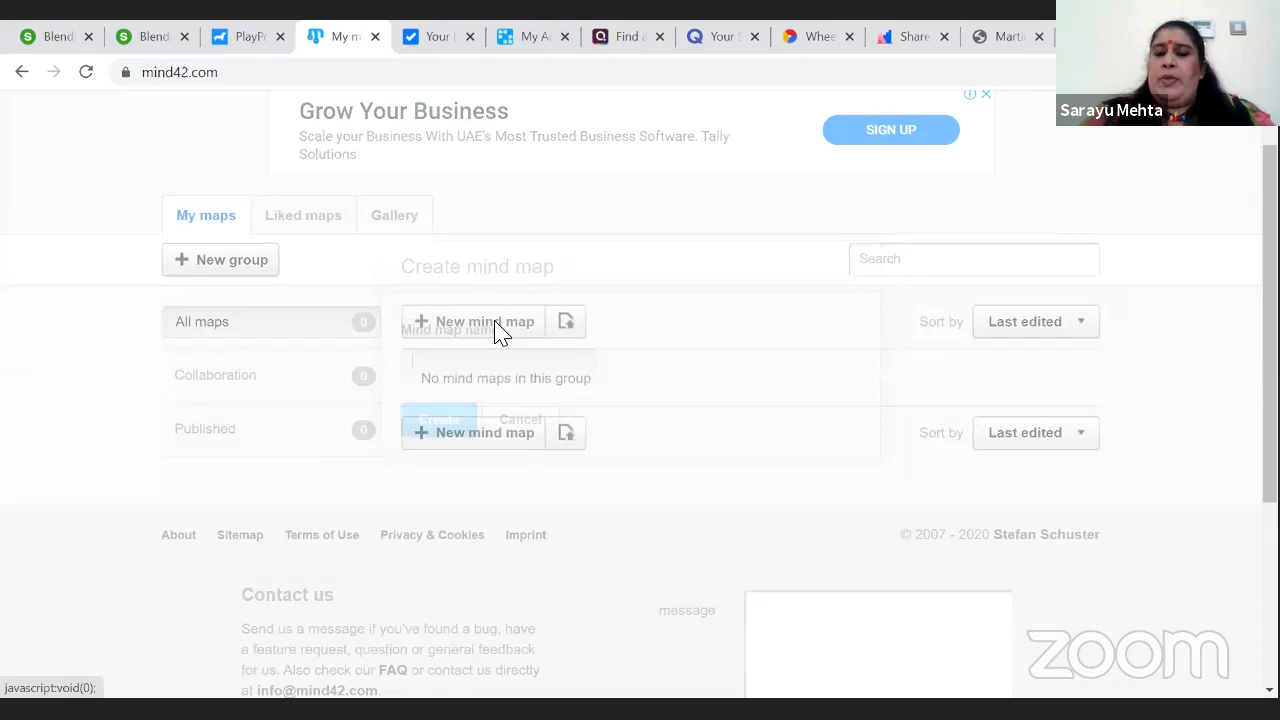 Blend
Blend
PlayPo
My m
Your
My A
Find a
Your S
Whee
Share
Marti
mind42.com
Sarayu Mehta
Grow Your Business
Scale your Business With UAE's Most Trusted Business Software. Tally
Solutions
SIGN UP
My maps
Liked maps
Gallery
New group
Create mind map
Search
All maps
0
New mind map
Mind map name
Sort by
Last edited
Collaboration
0
No mind maps in this group
Published
0
Create
Cancel
New mind map
Sort by
Last edited
About
Sitemap
Terms of Use
Privacy & Cookies
Imprint
© 2007 - 2020 Stefan Schuster
Contact us
message
Send us a message if you've found a bug, have
a feature request, question or general feedback
for us. Also check our FAQ or contact us directly
at info@mind42.com.
javascript:void(0);
zoom